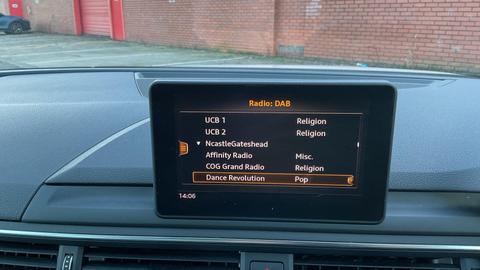 Radio: DAB
UCB 1 Religion
UCB 2 Religion
NcastleGateshead
Affinity Radio Misc.
COG Grand Radio Religion
Dance Revolution Pop
14:06